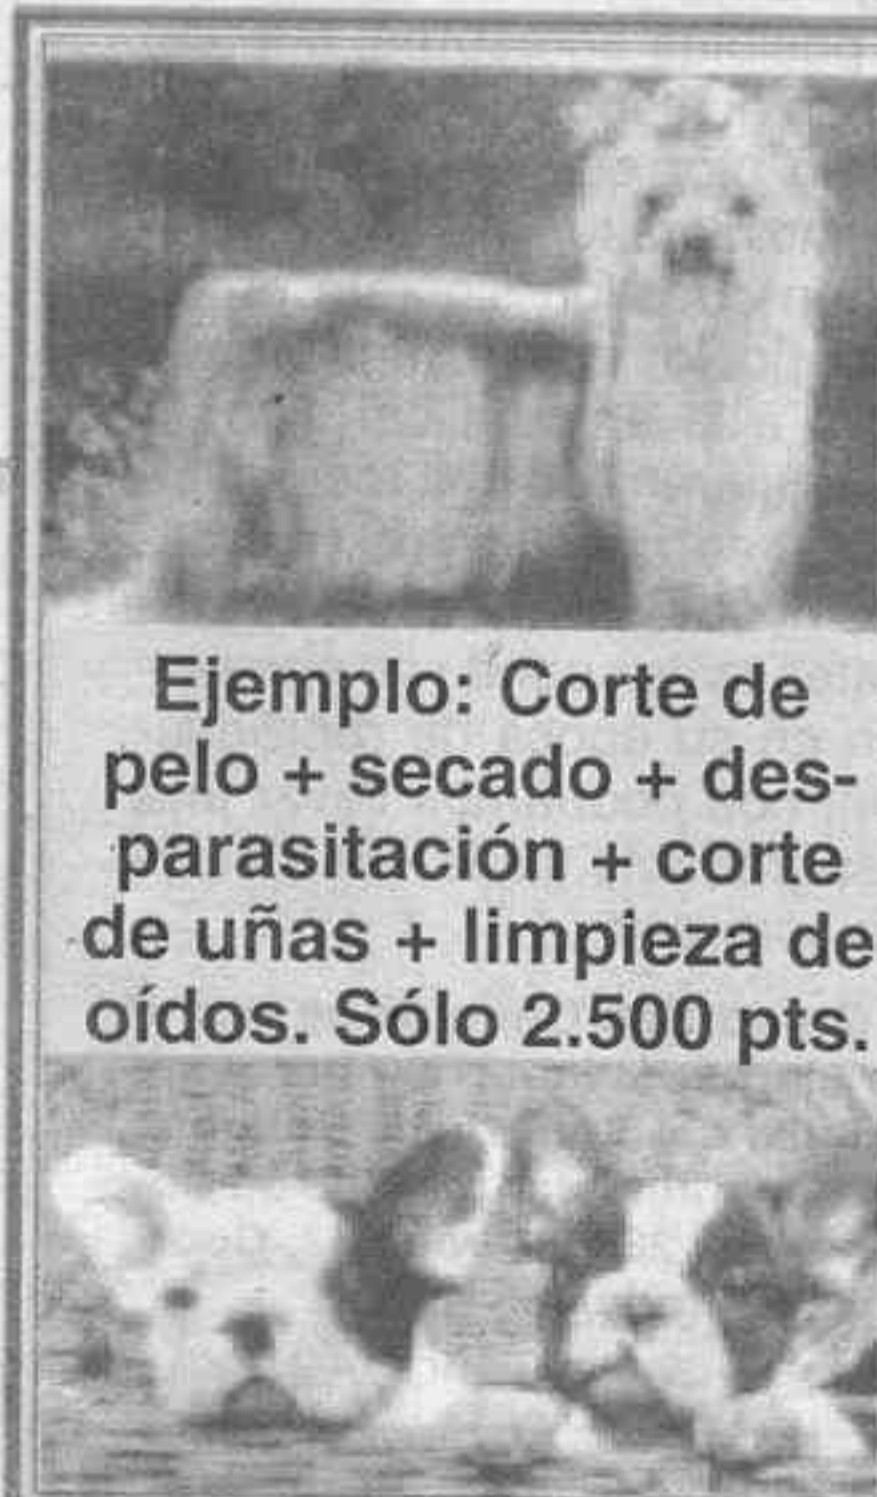 Ejemplo: Corte de
pelo + secado + des-
parasitación + corte
de uñas + limpieza de
oídos. Sólo 2.500 pts.